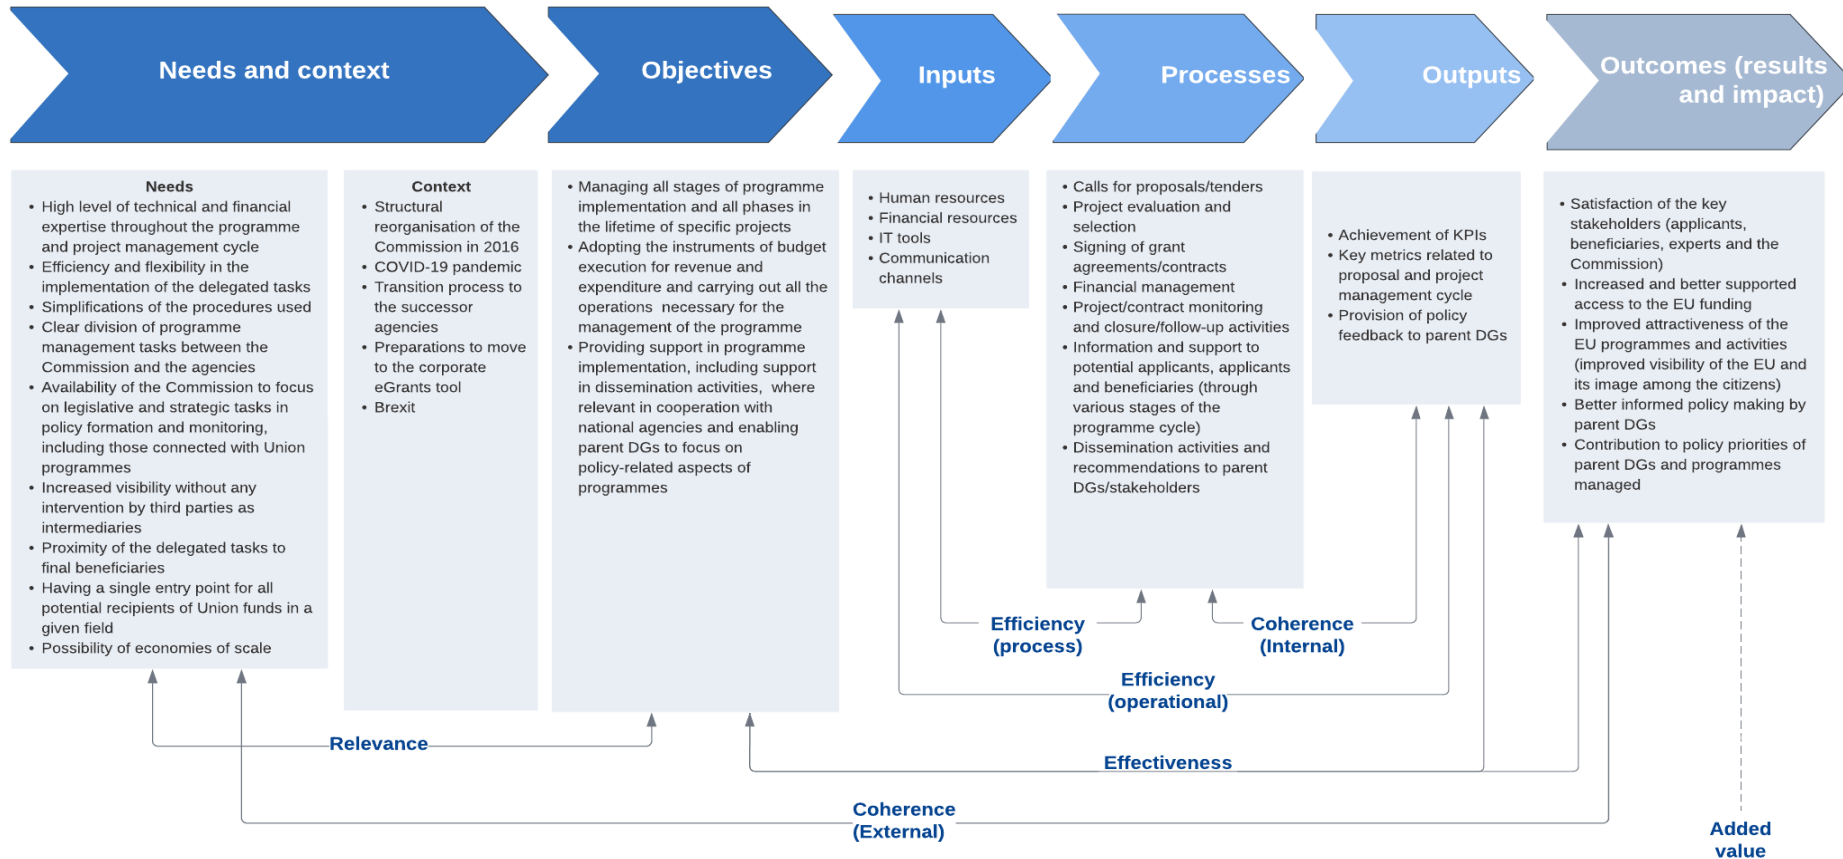 Needs and context
Objectives
Inputs
Processes
Outputs
Outcomes (results
and impact)
Needs
• High level of technical and financial
expertise throughout the programme
and project management cycle
• Efficiency and flexibility in the
implementation of the delegated tasks
• Simplifications of the procedures used
• Clear division of programme
management tasks between the
Commission and the agencies
• Availability of the Commission to focus
on legislative and strategic tasks in
policy formation and monitoring,
including those connected with Union
programmes
• Increased visibility without any
intervention by third parties as
intermediaries
• Proximity of the delegated tasks to
final beneficiaries
• Having a single entry point for all
potential recipients of Union funds in a
given field
• Possibility of economies of scale
Context
• Structural
reorganisation of the
Commission in 2016
• COVID-19 pandemic
• Transition process to
the successor
agencies
• Preparations to move
to the corporate
eGrants tool
• Brexit
• Managing all stages of programme
implementation and all phases in
the lifetime of specific projects
• Adopting the instruments of budget
execution for revenue and
expenditure and carrying out all the
operations necessary for the
management of the programme
• Providing support in programme
implementation, including support
in dissemination activities, where
relevant in cooperation with
national agencies and enabling
parent DGs to focus on
policy-related aspects of
programmes
• Human resources
• Financial resources
• IT tools
• Communication
channels
• Calls for proposals/tenders
• Project evaluation and
selection
• Signing of grant
agreements/contracts
• Financial management
• Project/contract monitoring
and closure/follow-up activities
• Information and support to
potential applicants, applicants
and beneficiaries (through
various stages of the
programme cycle)
• Dissemination activities and
recommendations to parent
DGs/stakeholders
• Achievement of KPIs
• Key metrics related to
proposal and project
management cycle
• Provision of policy
feedback to parent DGs
• Satisfaction of the key
stakeholders (applicants,
beneficiaries, experts and the
Commission)
• Increased and better supported
access to the EU funding
• Improved attractiveness of the
EU programmes and activities
(improved visibility of the EU and
its image among the citizens)
• Better informed policy making by
parent DGs
• Contribution to policy priorities of
parent DGs and programmes
managed
Efficiency
(process)
Coherence
(Internal)
Efficiency
(operational)
Relevance
Effectiveness
Coherence
(External)
Added
value